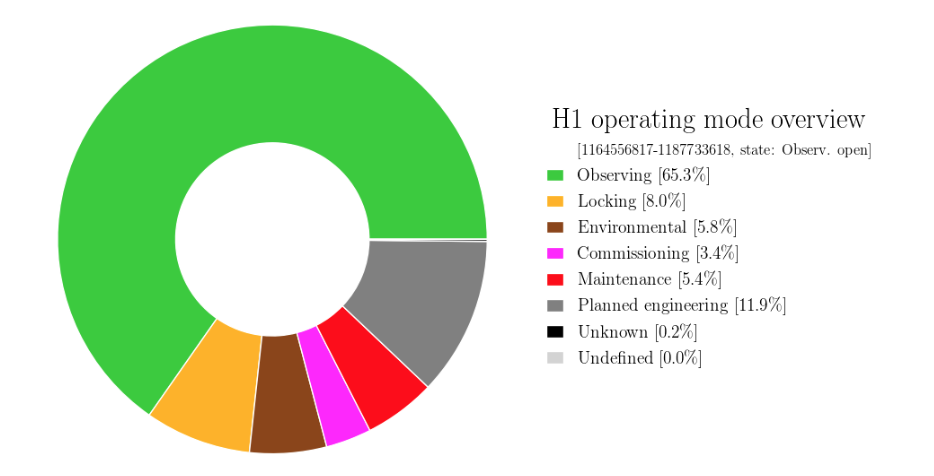 H1 operating mode overview
[1164556817-1187733618, state: Observ. open]
Observing [65.3%]
Locking [8.0%]
Environmental [5.8%]
Commissioning [3.4%]
Maintenance [5.4%]
Planned engineering [11.9%]
Unknown [0.2%]
Undefined [0.0%]